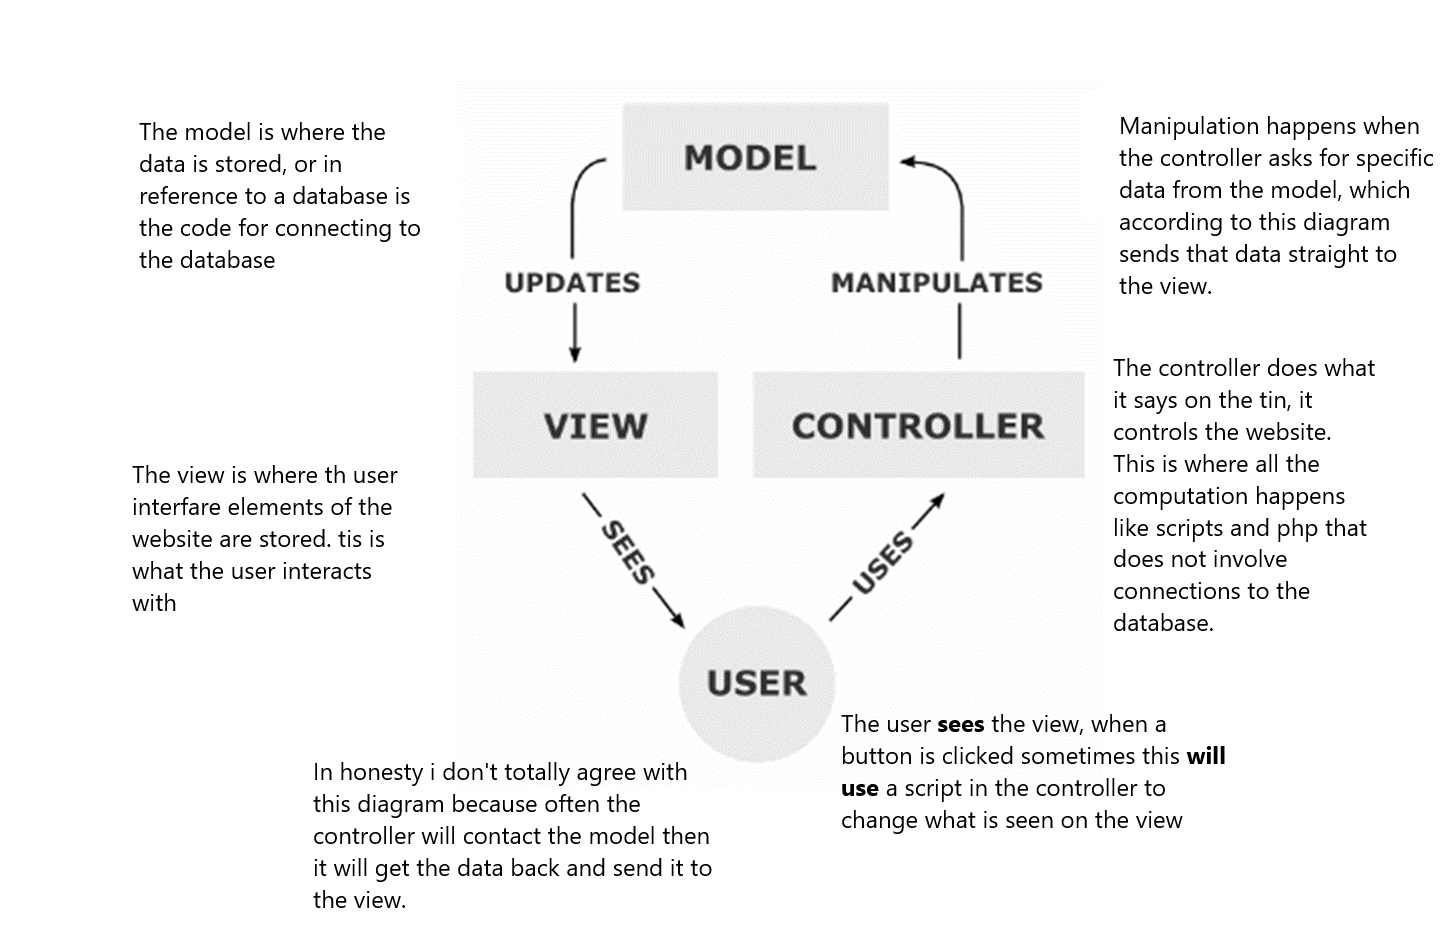 The model is where the
data is stored, or in
reference to a database is
the code for connecting to
the database
MODEL
Manipulation happens when
the controller asks for specific
data from the model, which
according to this diagram
sends that data straight to
the view.
UPDATES
MANIPULATES
VIEW
CONTROLLER
The controller does what
it says on the tin, it
controls the website.
This is where all the
computation happens
like scripts and php that
does not involve
connections to the
database.
The view is where th user
interfare elements of the
website are stored. tis is
what the user interacts
with
SEES
USES
USER
The user sees the view, when a
button is clicked sometimes this will
use a script in the controller to
change what is seen on the view
In honesty i don't totally agree with
this diagram because often the
controller will contact the model then
it will get the data back and send it to
the view.